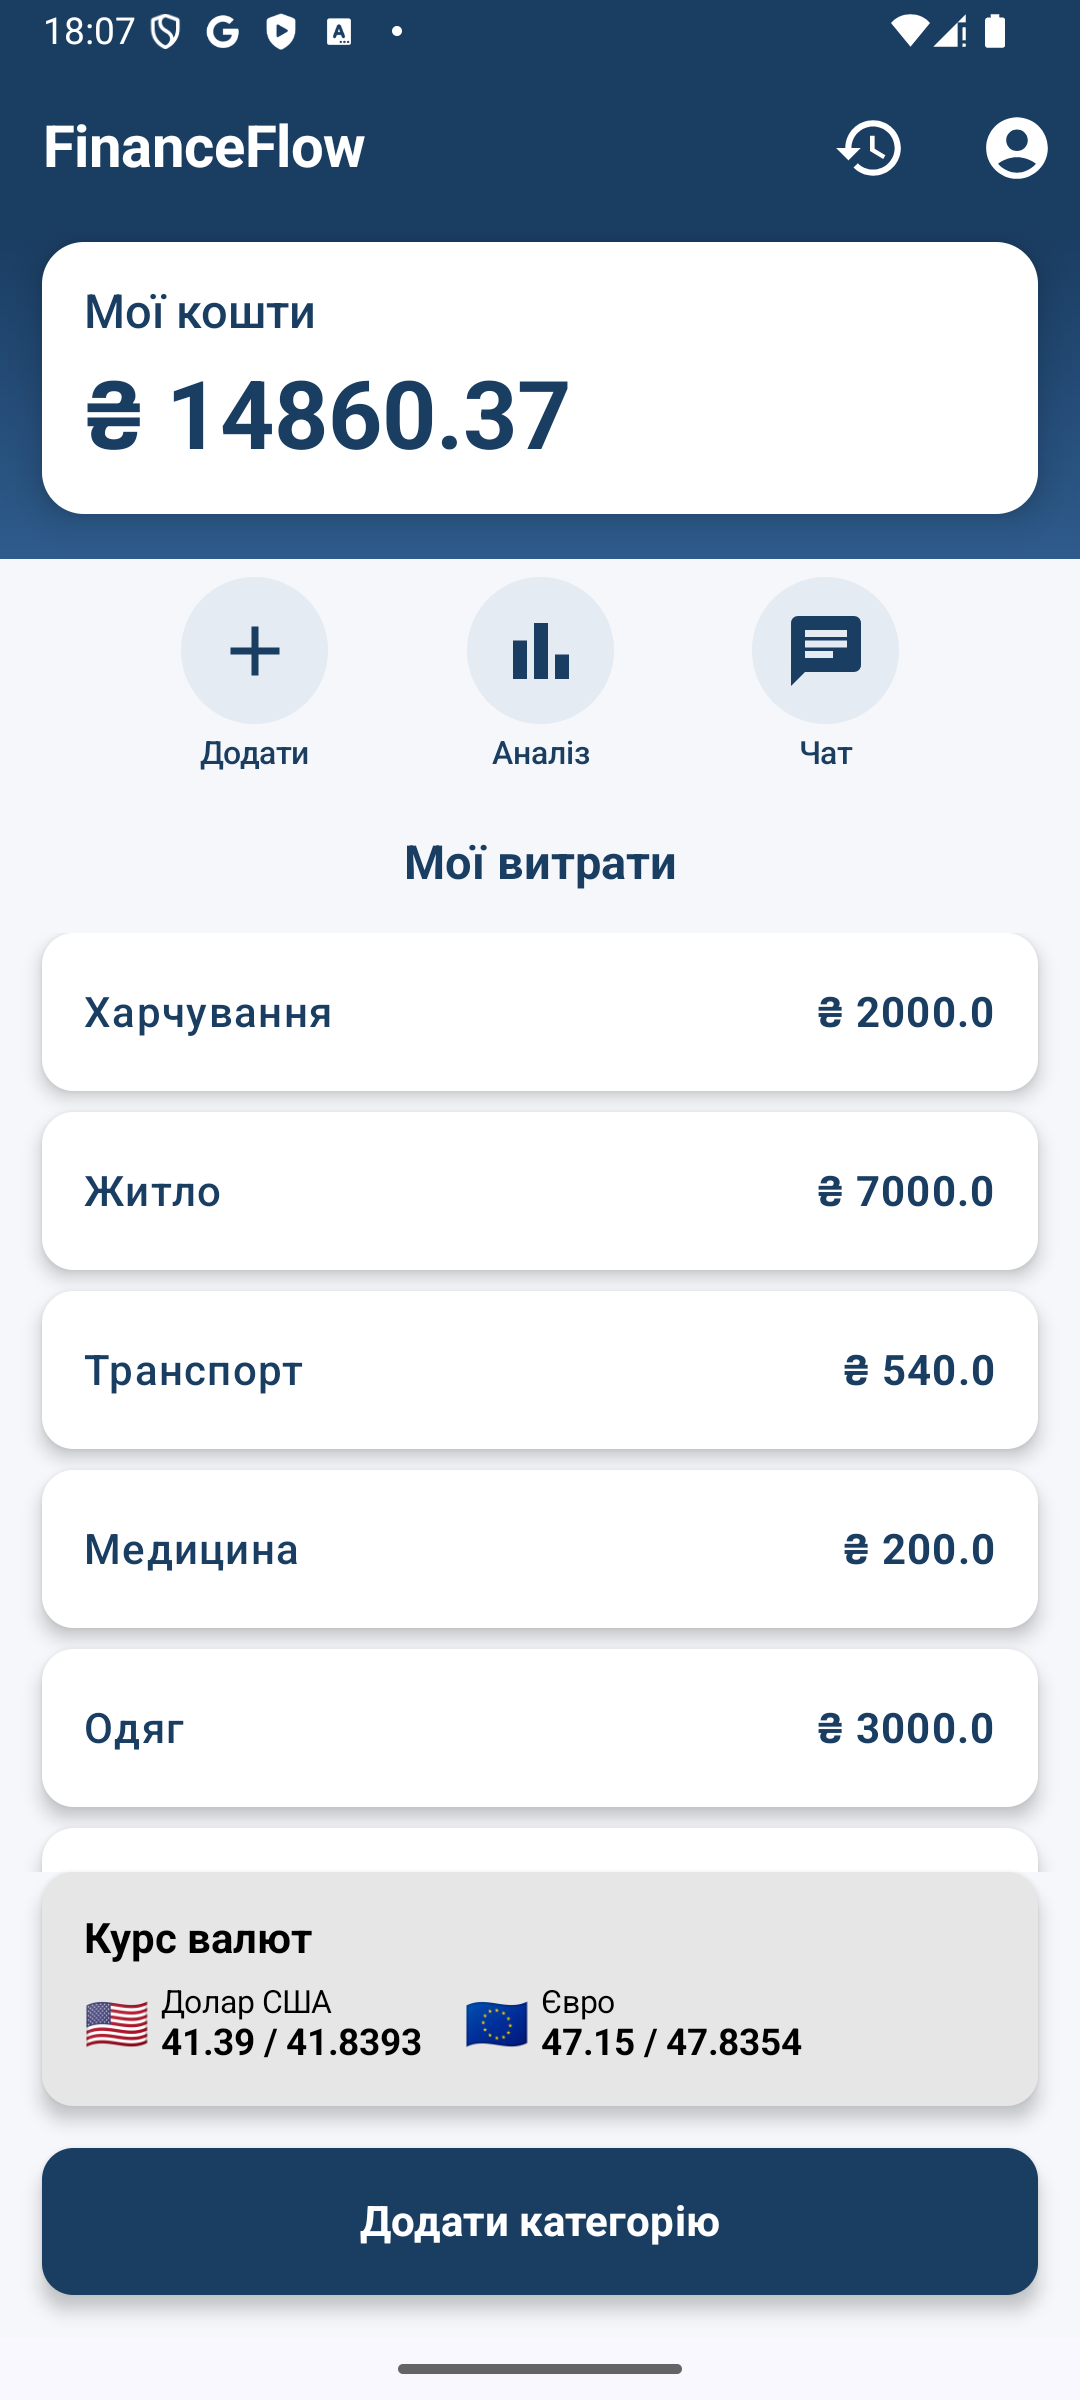 18:07
FinanceFlow
Мої кошти
₴ 14860.37
Додати
Аналіз
Чат
Мої витрати
Харчування ₴ 2000.0
Житло ₴ 7000.0
Транспорт ₴ 540.0
Медицина ₴ 200.0
Одяг ₴ 3000.0
Курс валют
Долар США
41.39 / 41.8393
Євро
47.15 / 47.8354
Додати категорію